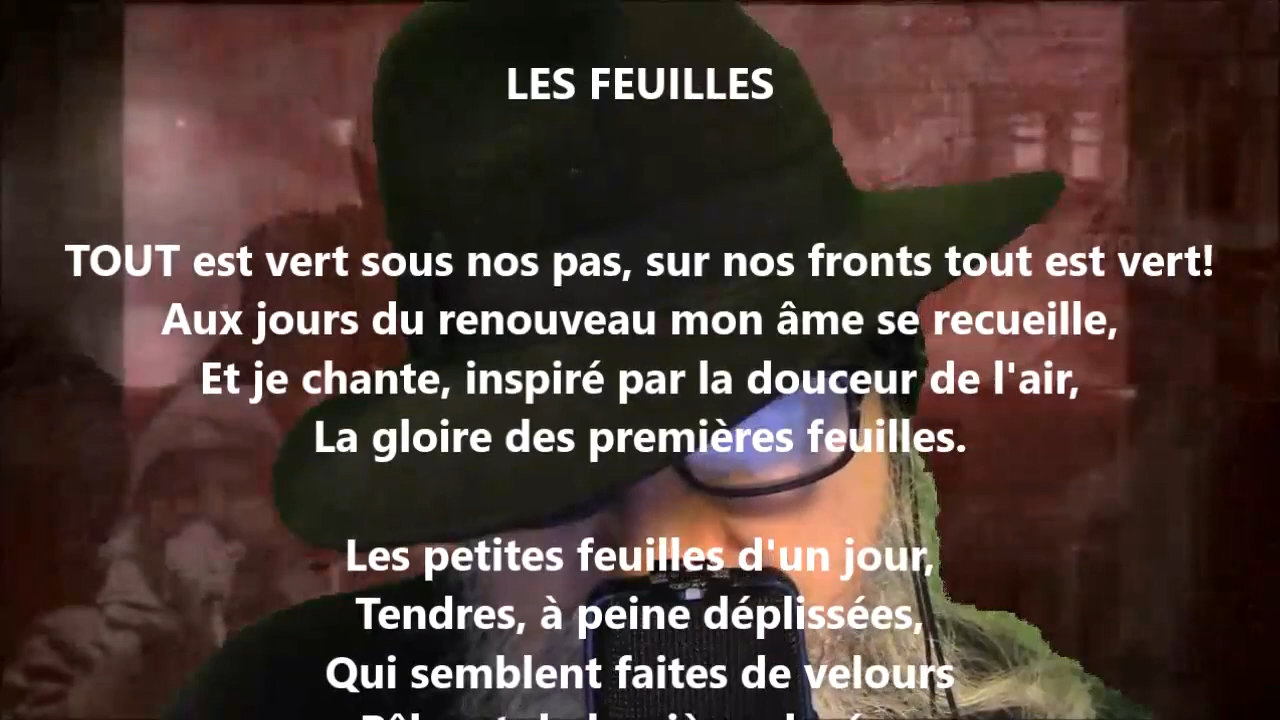 LES FEUILLES
TOUT est vert sous nos pas, sur nos fronts tout est vert!
Aux jours du renouveau mon âme se recueille,
Et je chante, inspiré par la douceur de l'air,
La gloire des premières feuilles.
Les petites feuilles d'un jour,
Tendres, à peine déplissées,
Qui semblent faites de velours